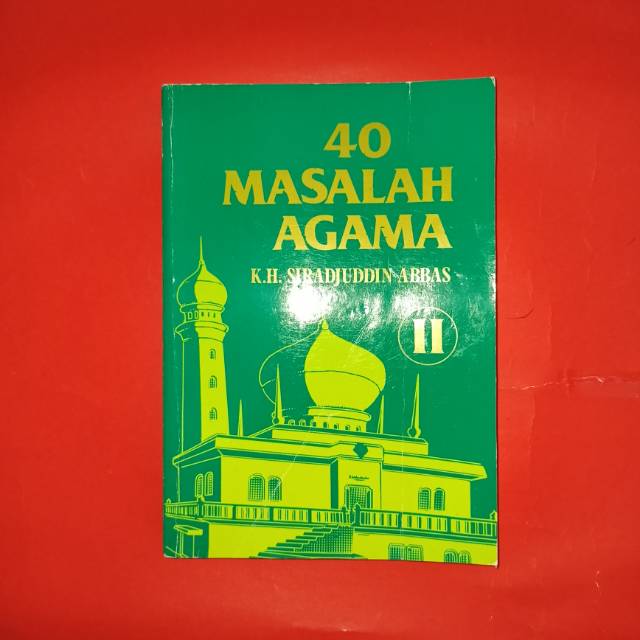 40
MASALAH
AGAMA
K.H. SIRADJUDDIN ABBAS
II